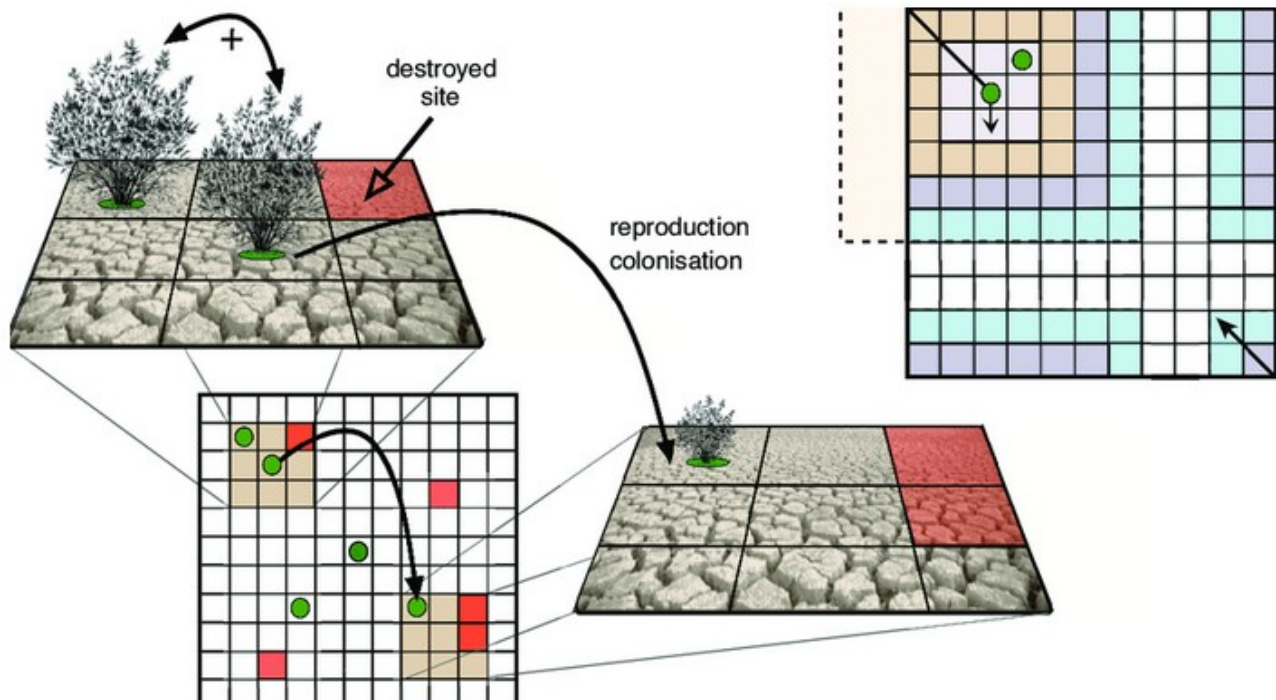 +
destroyed
site
reproduction
colonisation